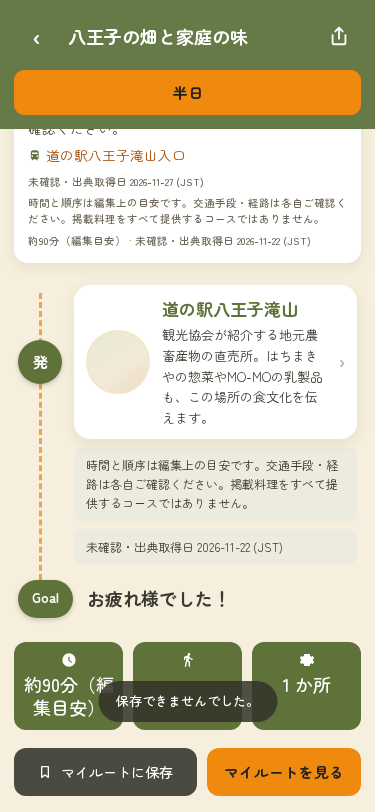 八王子の畑と家庭の味
半日
確認ください。
道の駅八王子滝山入口
未確認・出典取得日 2026-11-27 (JST)
時間と順序は編集上の目安です。交通手段・経路は各自ご確認く
ださい。掲載料理をすべて提供するコースではありません。
約90分（編集目安） · 未確認・出典取得日 2026-11-22 (JST)
道の駅八王子滝山
観光協会が紹介する地元農
畜産物の直売所。はちまき
やの惣菜やMO-MOの乳製品
も、この場所の食文化を伝
えます。
発
時間と順序は編集上の目安です。交通手段・経
路は各自ご確認ください。掲載料理をすべて提
供するコースではありません。
未確認・出典取得日 2026-11-22 (JST)
Goal
お疲れ様でした！
約90分（編
集目安）
1 か所
保存できませんでした。
マイルートに保存
マイルートを見る